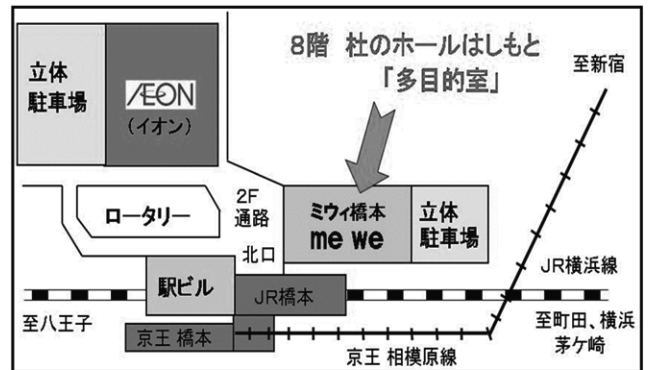 8階 杜のホールはしもと
「多目的室」
至新宿
立体
駐車場
ÆON
(イオン)
ロータリー
2F
通路
北口
ミウィ橋本
me we
立体
駐車場
駅ビル
JR橋本
JR横浜線
至八王子
京王 橋本
京王 相模原線
至町田、横浜
茅ケ崎